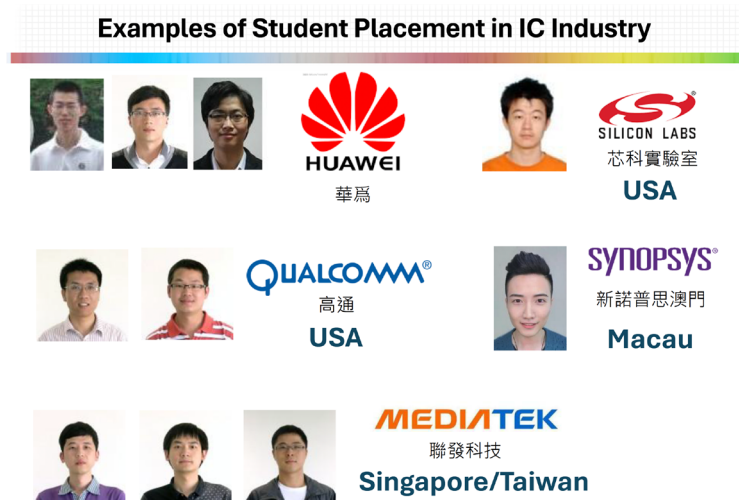 Examples of Student Placement in IC Industry
HUAWEI
華爲
SILICON LABS
芯科實驗室
USA
QUALCOMM®
高通
USA
SYNOPSYS®
新諾普思澳門
Macau
MEDIATEK
聯發科技
Singapore/Taiwan